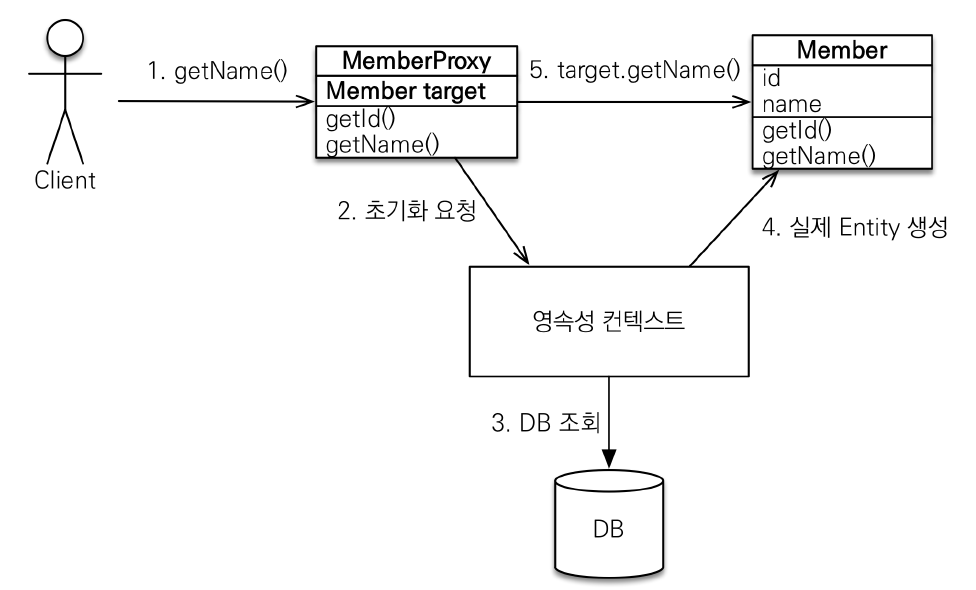 1. getName()
Client
MemberProxy
Member target
getId()
getName()
5. target.getName()
Member
id
name
getId()
getName()
2. 초기화 요청
4. 실제 Entity 생성
영속성 컨텍스트
3. DB 조회
DB